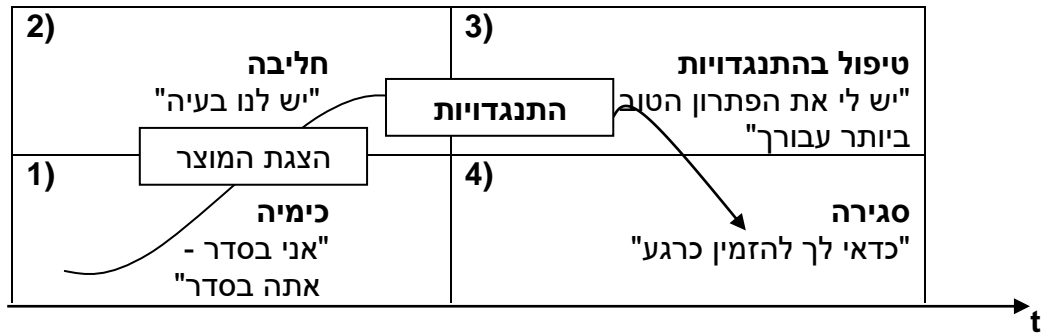 2)
חליבה
"יש לנו בעיה"
3)
טיפול בהתנגדויות
"יש לי את הפתרון הטוב
ביותר עבורך"
התנגדויות
הצגת המוצר
1)
כימיה
"אני בסדר -
אתה בסדר"
4)
סגירה
"כדאי לך להזמין כרגע"
t